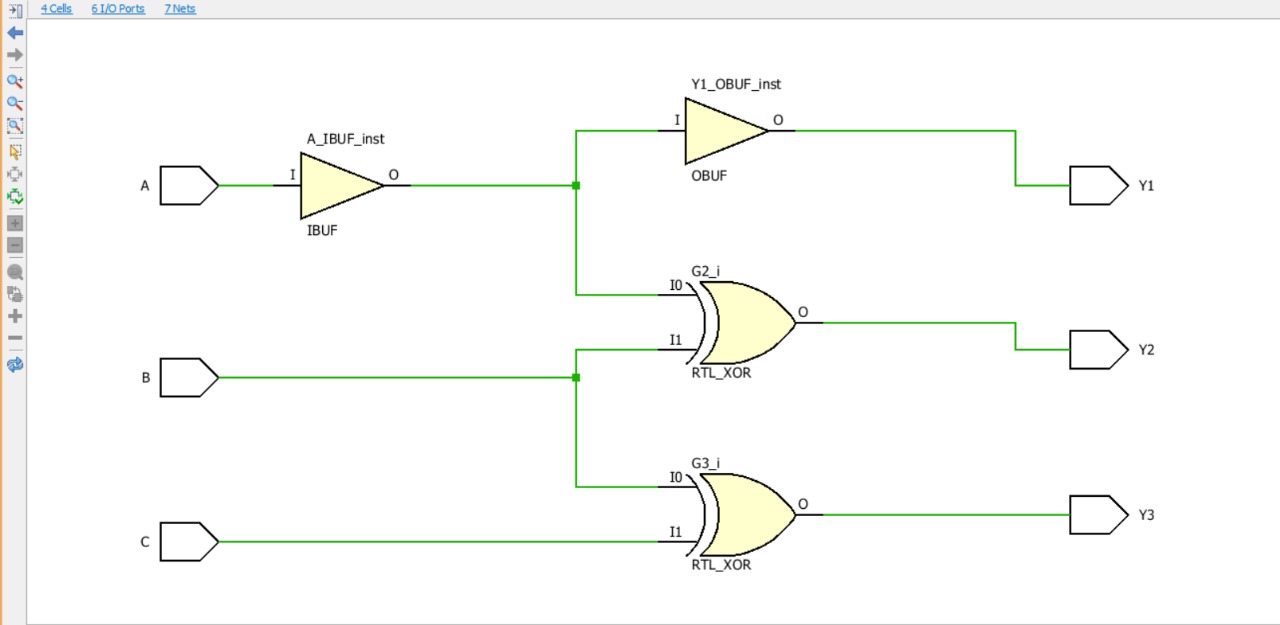 4 Cells 6 I/O Ports 7 Nets
Y1_OBUF_inst
I O
OBUF
A_IBUF_inst
A I O
IBUF
Y1
G2_i
I0
O
I1
RTL_XOR
Y2
B
G3_i
I0
O
I1
RTL_XOR
Y3
C